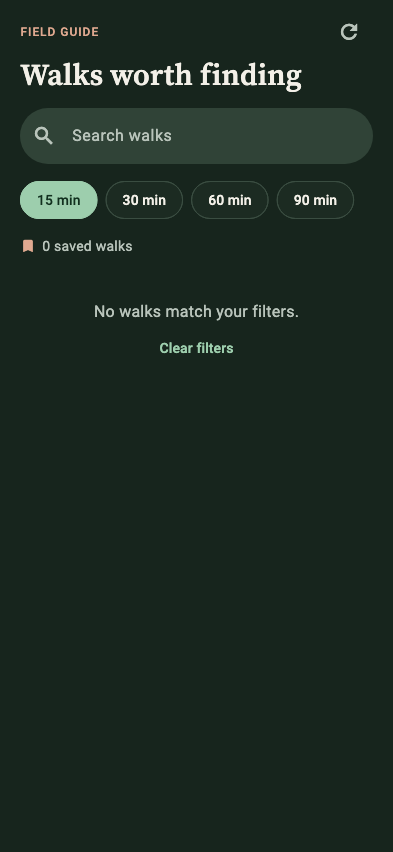 FIELD GUIDE
Walks worth finding
Search walks
15 min 30 min 60 min 90 min
0 saved walks
No walks match your filters.
Clear filters